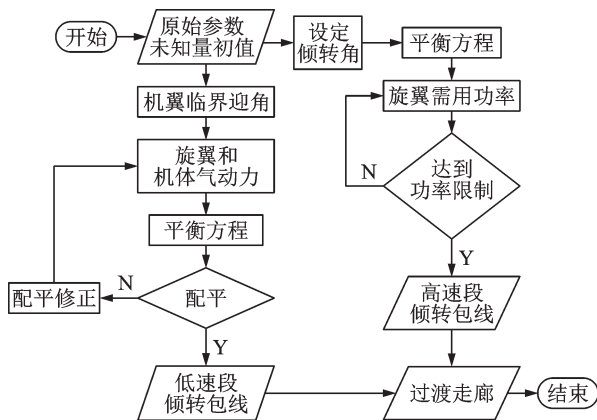 开始
原始参数
未知量初值
设定
倾转角
平衡方程
机翼临界迎角
旋翼需用功率
旋翼和
机体气动力
N
达到
功率限制
平衡方程
Y
N
配平修正
配平
高速段
倾转包线
Y
低速段
倾转包线
过渡走廊
结束